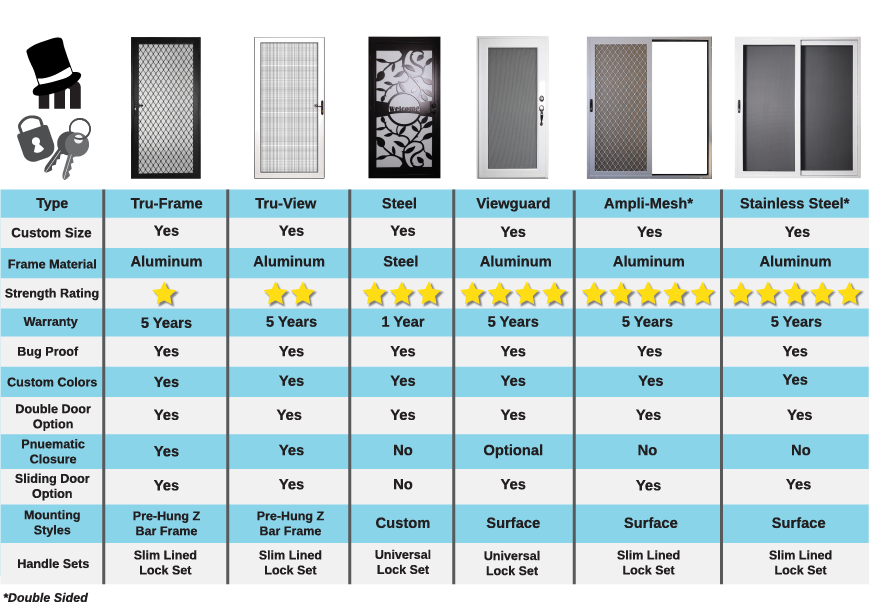 Welcome
Type Tru-Frame Tru-View Steel Viewguard Ampli-Mesh* Stainless Steel*
Custom Size Yes Yes Yes Yes Yes Yes
Frame Material Aluminum Aluminum Steel Aluminum Aluminum Aluminum
Strength Rating
Warranty 5 Years 5 Years 1 Year 5 Years 5 Years 5 Years
Bug Proof Yes Yes Yes Yes Yes Yes
Custom Colors Yes Yes Yes Yes Yes Yes
Double Door
Option Yes Yes Yes Yes Yes Yes
Pnuematic
Closure Yes Yes No Optional No No
Sliding Door
Option Yes Yes No Yes Yes Yes
Mounting
Styles Pre-Hung Z
Bar Frame Pre-Hung Z
Bar Frame Custom Surface Surface Surface
Handle Sets Slim Lined
Lock Set Slim Lined
Lock Set Universal
Lock Set Universal
Lock Set Slim Lined
Lock Set Slim Lined
Lock Set
*Double Sided